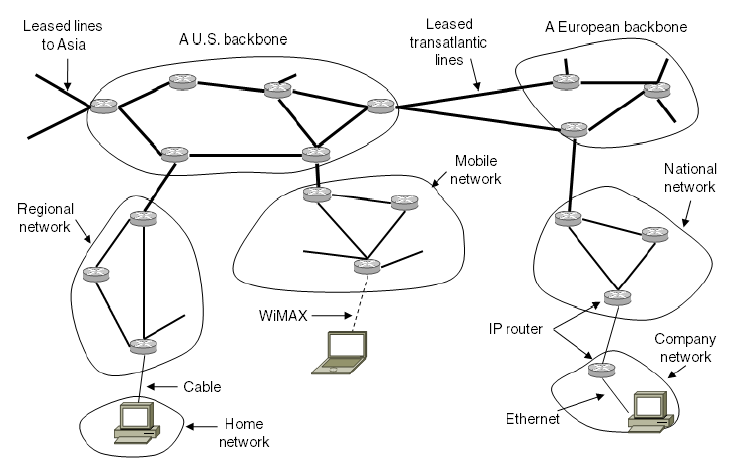 Leased lines
to Asia
A U.S. backbone
Leased
transatlantic
lines
A European backbone
Mobile
network
National
network
Regional
network
WiMAX
IP router
Company
network
Cable
Ethernet
Home
network